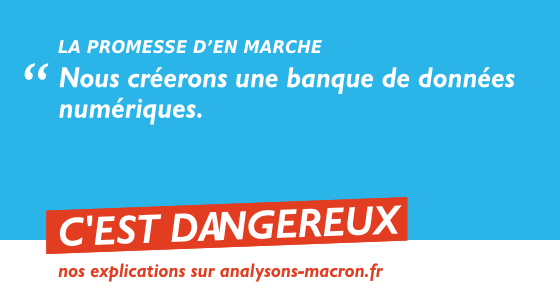 LA PROMESSE D’EN MARCHE
“ Nous créerons une banque de données
numériques.
C'EST DANGEREUX
nos explications sur analysons-macron.fr